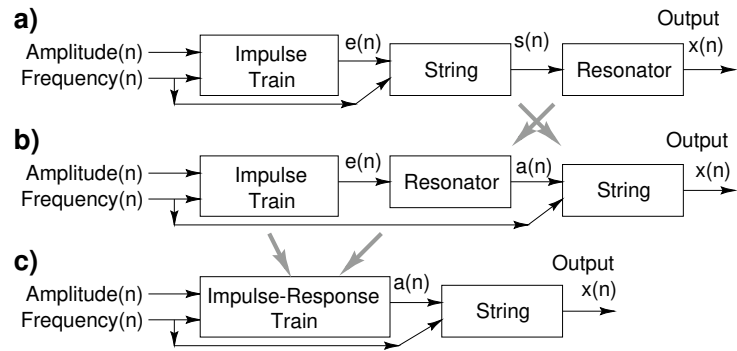 a)
Output
Amplitude(n)
Frequency(n)
Impulse
Train
e(n)
String
s(n)
Resonator
x(n)
b)
Output
Amplitude(n)
Frequency(n)
Impulse
Train
e(n)
Resonator
a(n)
String
x(n)
c)
Output
Amplitude(n)
Frequency(n)
Impulse-Response
Train
a(n)
String
x(n)